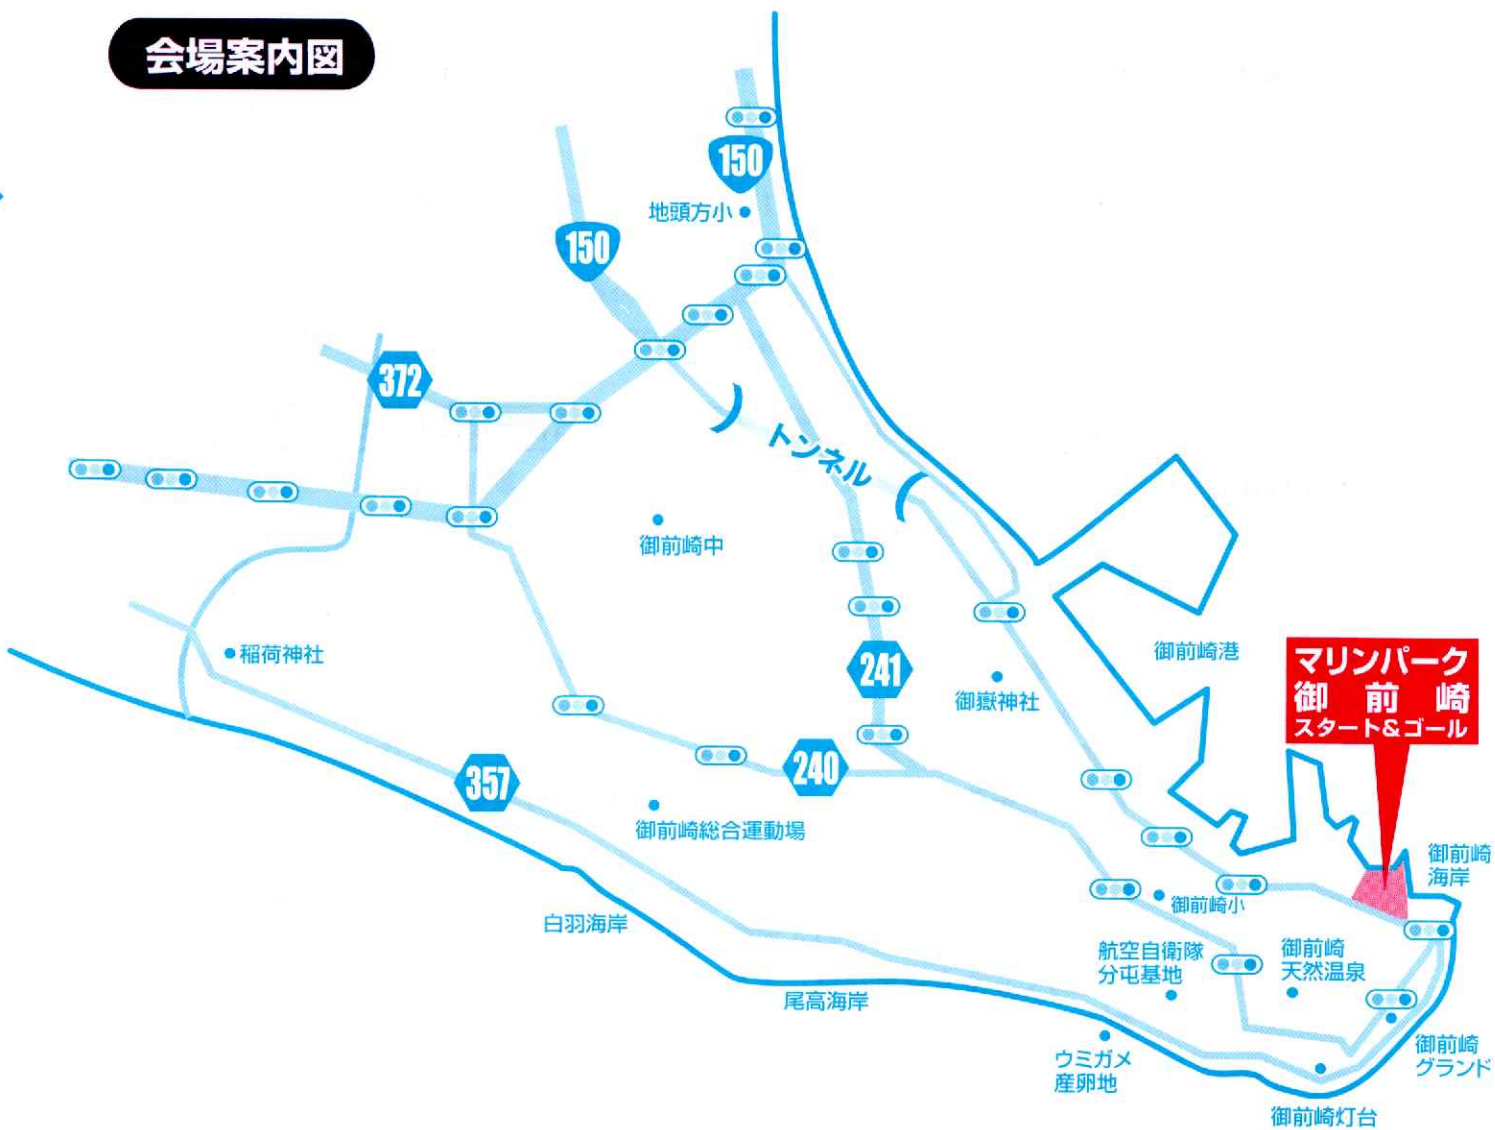 会場案内図
150
地頭方小
150
372
トンネル
御前崎中
稲荷神社
241
御嶽神社
御前崎港
マリンパーク
御前崎
スタート&ゴール
240
357
御前崎総合運動場
御前崎
海岸
御前崎小
白羽海岸
航空自衛隊
分屯基地
御前崎
天然温泉
尾高海岸
ウミガメ
産卵地
御前崎
グランド
御前崎灯台